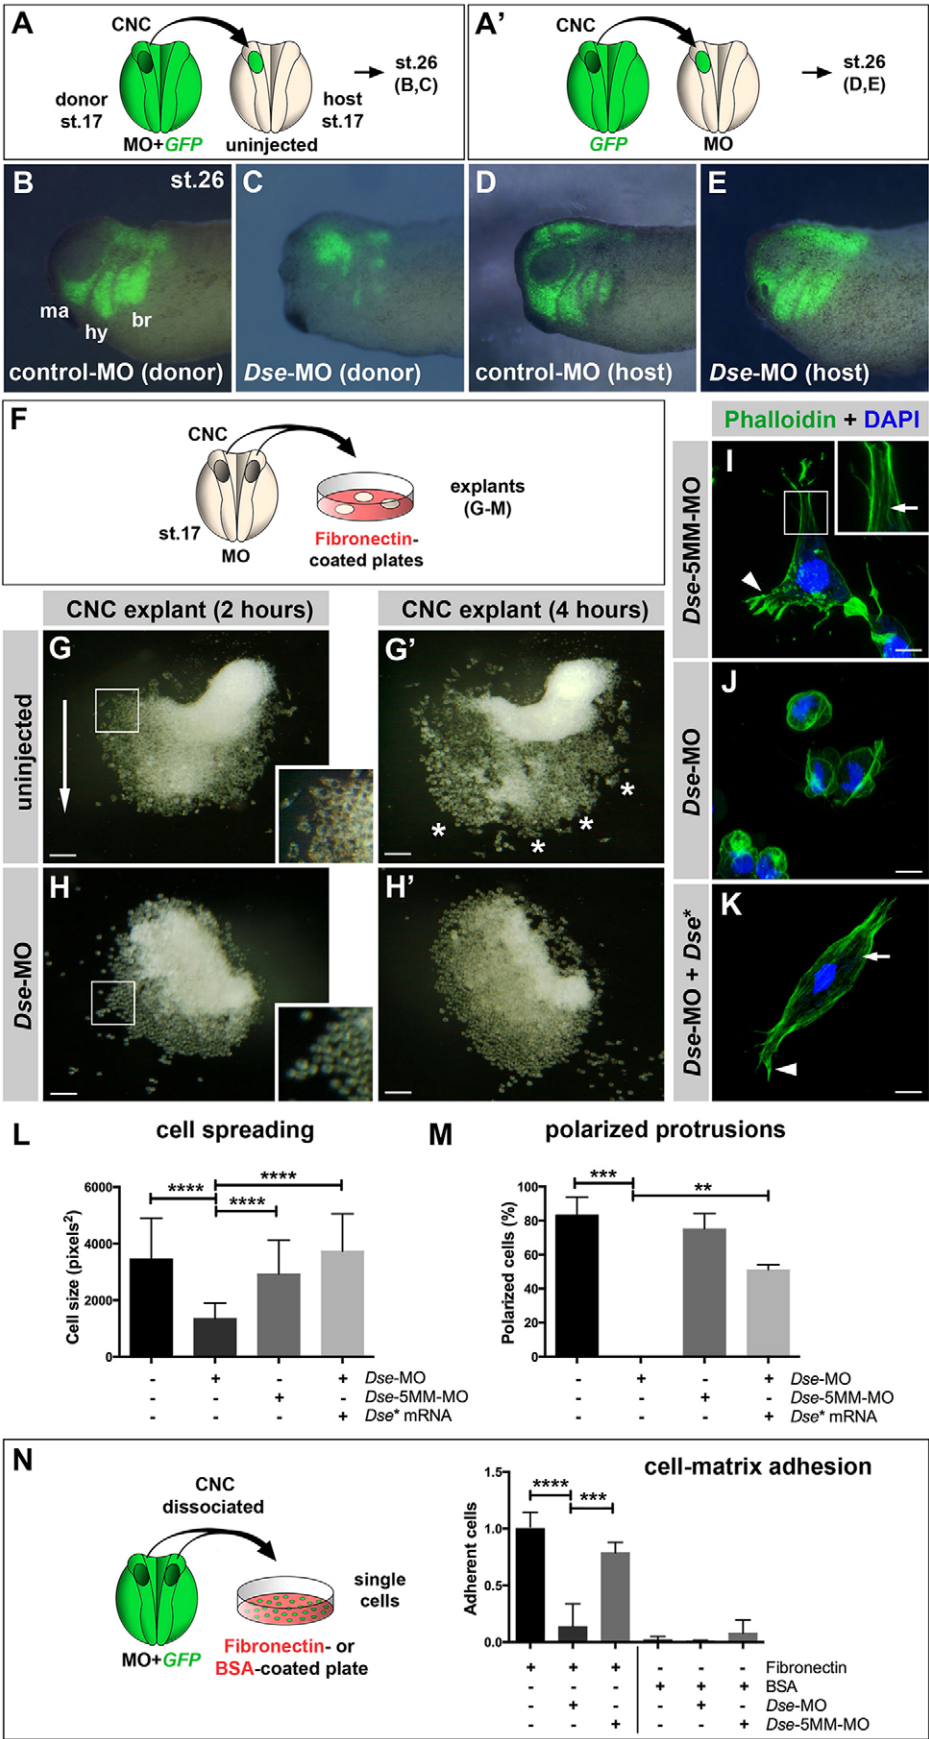 A
CNC
donor
st.17
MO+GFP
host
st.17
uninjected
st.26
(B,C)
A'
CNC
GFP
MO
st.26
(D,E)
B
st.26
ma
hy
br
control-MO (donor)
C
Dse-MO (donor)
D
control-MO (host)
E
Dse-MO (host)
F
CNC
st.17
MO
Fibronectin-
coated plates
explants
(G-M)
Phalloidin + DAPI
CNC explant (2 hours)
CNC explant (4 hours)
uninjected
G
G'
* * * *
Dse-MO
H
H'
Dse-5MM-MO
I
Dse-MO
J
Dse-MO + Dse*
K
L
cell spreading
****
****
****
Cell size (pixels²)
6000
4000
2000
0
- + - + Dse-MO
- - + - Dse-5MM-MO
- - - + Dse* mRNA
M
polarized protrusions
***
**
Polarized cells (%)
100
80
60
40
20
0
- + - + Dse-MO
- - + - Dse-5MM-MO
- - - + Dse* mRNA
N
CNC
dissociated
MO+GFP
single
cells
Fibronectin- or
BSA-coated plate
cell-matrix adhesion
****
***
Adherent cells
1.5
1.0
0.5
0.0
+ + + - - - Fibronectin
- - - + + + BSA
- + - - + - Dse-MO
- - + - - + Dse-5MM-MO